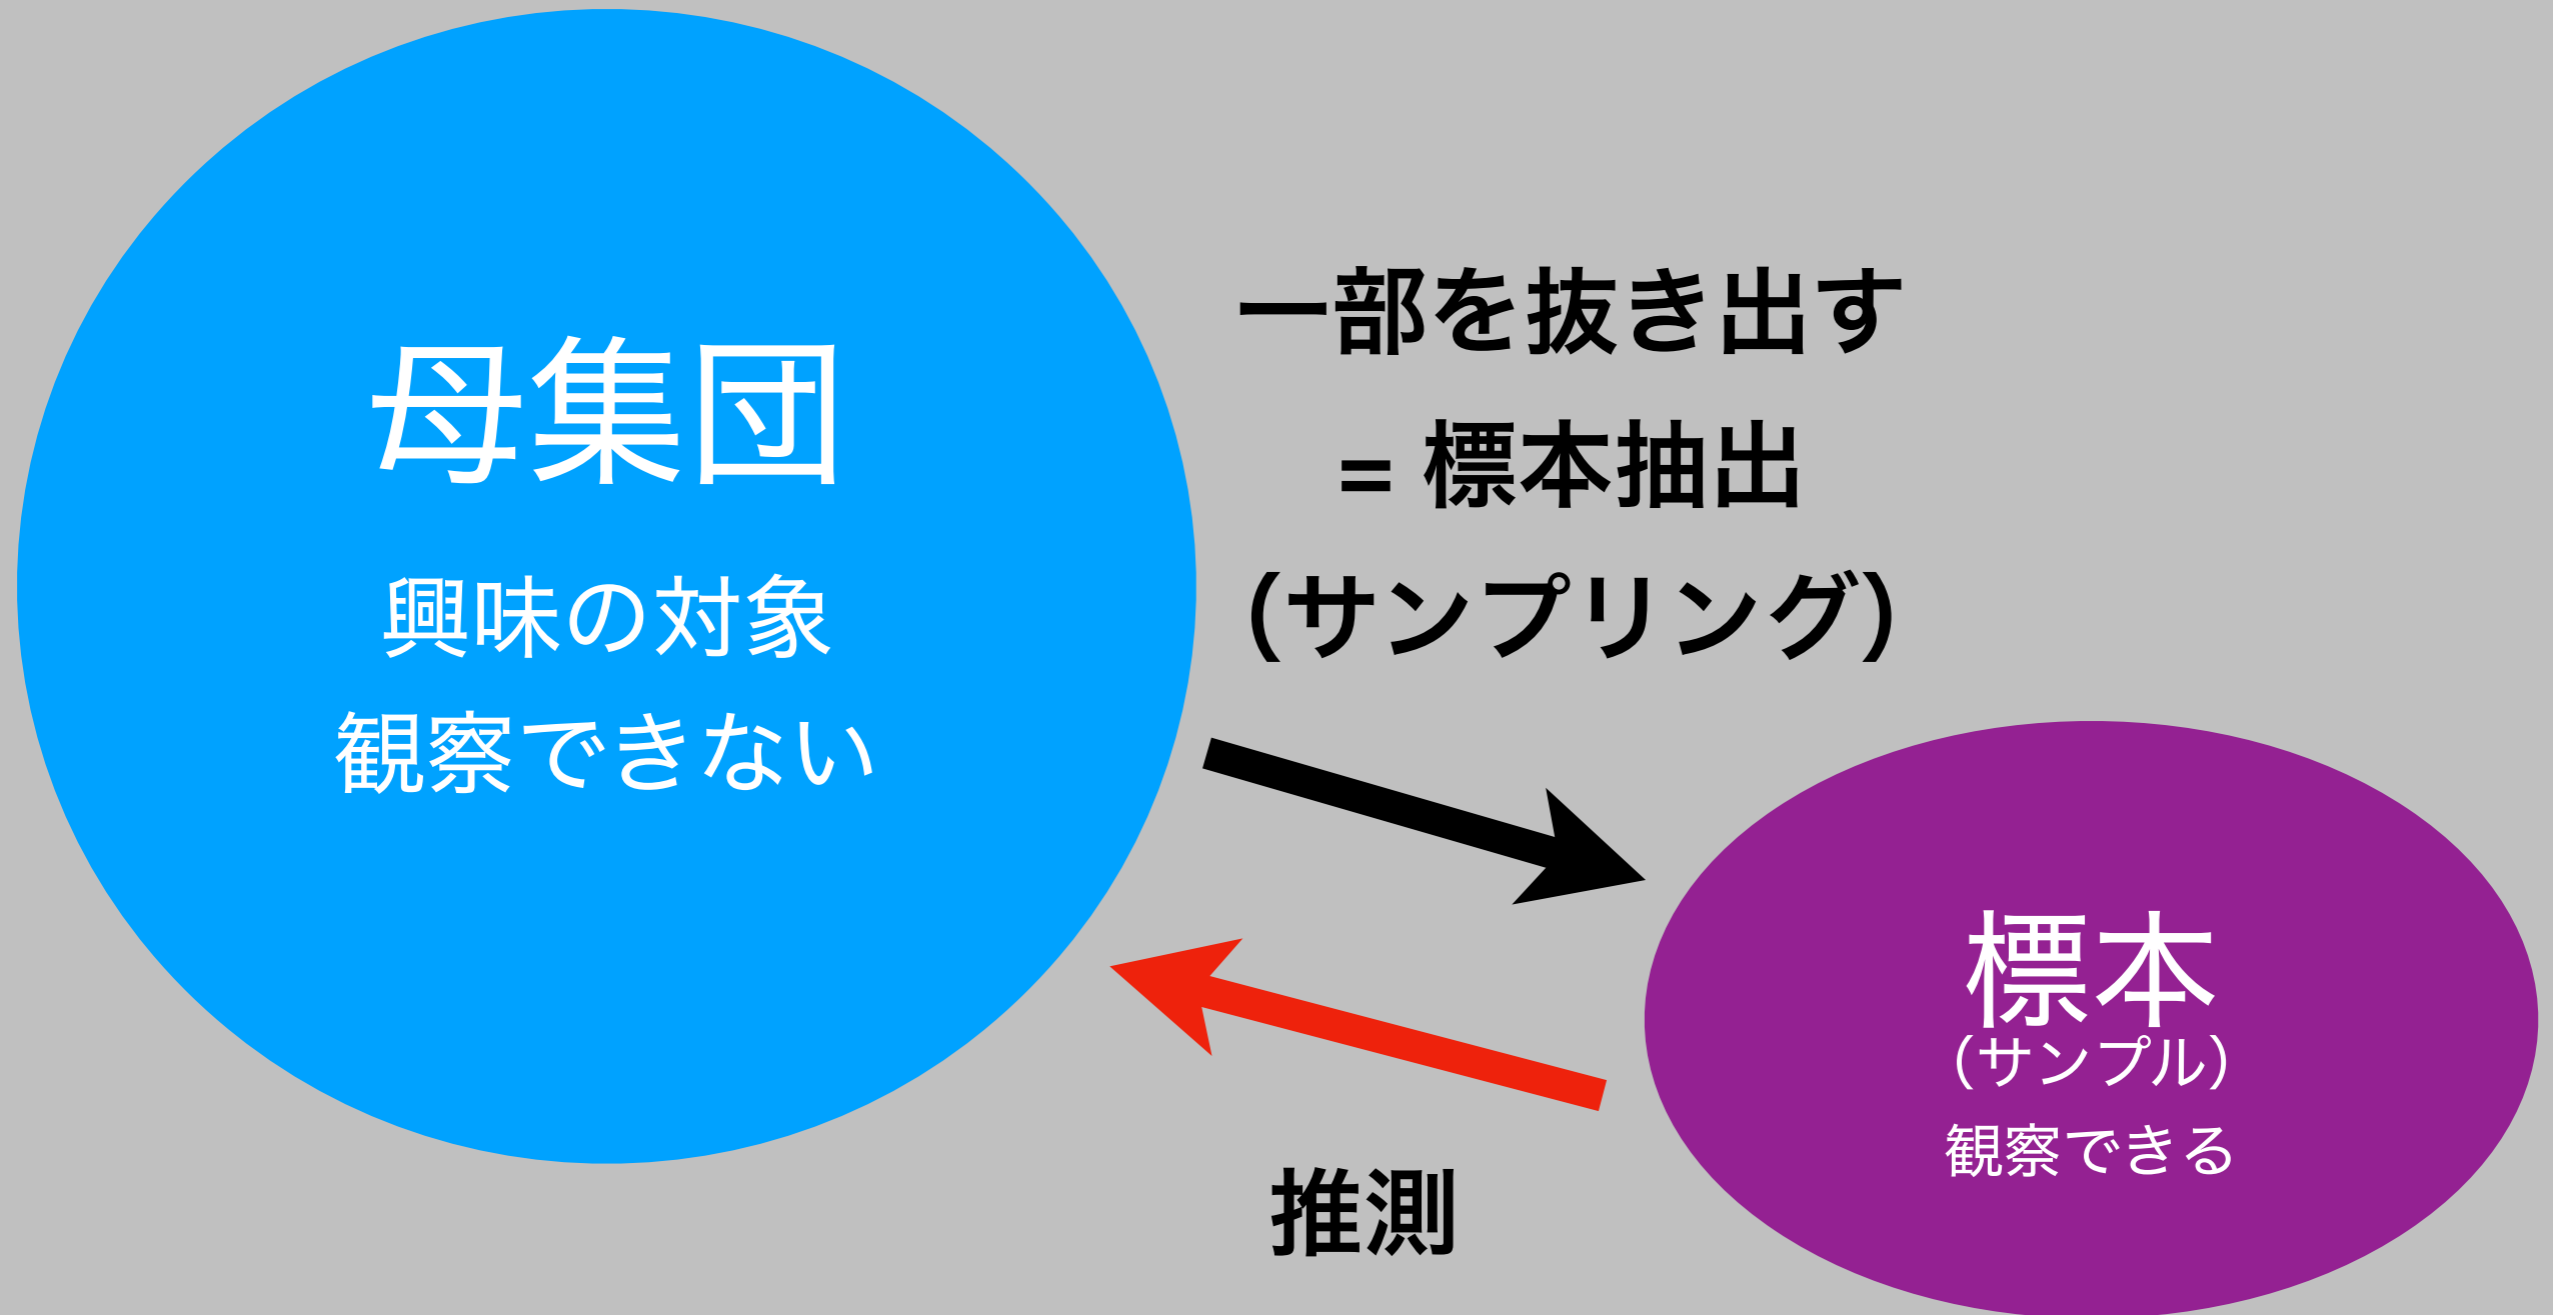 母集団
興味の対象
観察できない
一部を抜き出す
= 標本抽出
（サンプリング）
標本
（サンプル）
観察できる
推測